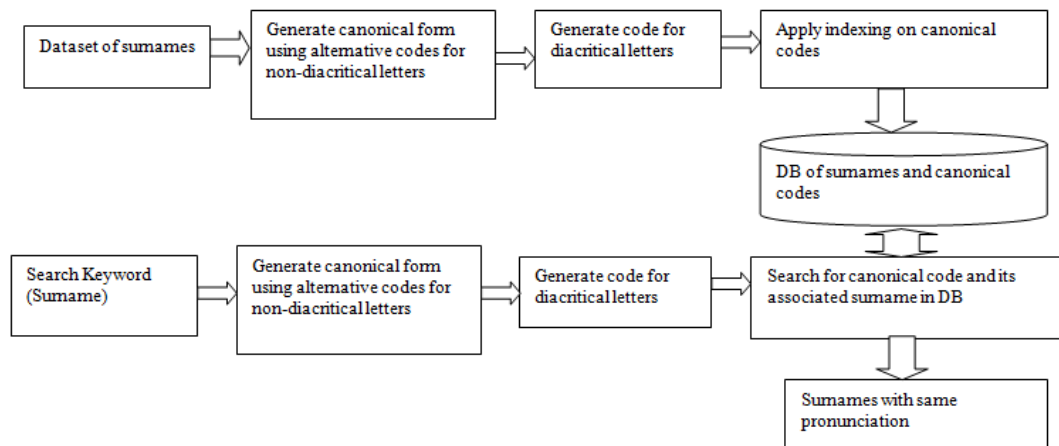 Dataset of surnames
Generate canonical form
using alternative codes for
non-diacritical letters
Generate code for
diacritical letters
Apply indexing on canonical
codes
DB of surnames and canonical
codes
Search Keyword
(Surname)
Generate canonical form
using alternative codes for
non-diacritical letters
Generate code for
diacritical letters
Search for canonical code and its
associated surname in DB
Surnames with same
pronunciation